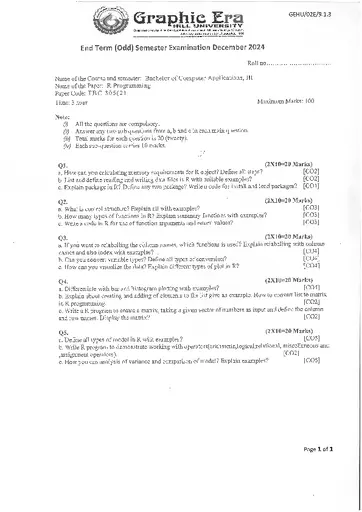 GEHU/02E/9.1.3
Graphic Era
HILL UNIVERSITY
End Term (Odd) Semester Examination December 2024
Roll no..............................
Name of the Course and semester: Bachelor of Computer Application, III
Name of the Paper: R Programming
Paper Code: TBC 305(2)
Time: 3 hour Maximum Marks: 100
Note:
(i) All the questions are compulsory.
(ii) Answer any two sub questions from a, b and c in each main question.
(iii) Total marks for each question is 20 (twenty).
(iv) Each sub-question carries 10 marks.
Q1. (2X10=20 Marks)
a. How you calculating memory requirements for R object? Define all steps? [CO2]
b. List and define reading and writing data files in R with suitable examples? [CO2]
c. Explain package in R? Define any two package? Write a code for install and load packages? [CO1]
Q2. (2X10=20 Marks)
a. What is control structure? Explain all with examples? [CO3]
b. How many types of functions in R? Explain summary functions with examples? [CO3]
c. Write a code in R for use of function arguments and return values? [CO3]
Q3. (2X10=20 Marks)
a. If you want to relabelling the column names, which functions is used? Explain relabelling with column
names and also index with examples? [CO4]
b. Can you convert variable types? Define all types of conversion? [CO4]
c. How can you visualize the data? Explain different types of plot in R? [CO4]
Q4. (2X10=20 Marks)
a. Differentiate with bar and histogram plotting with examples? [CO4]
b. Explain about creating and adding of elements to the list give an example. How to convert list to matrix
in R programming. [CO2]
c. Write a R program to create a matrix, taking a given vector of numbers as input and define the column
and row names. Display the matrix? [CO2]
Q5. (2X10=20 Marks)
a. Define all types of model in R with examples? [CO5]
b. Write R program to demonstrate working with operators(arithmetic,logical,relational, miscellaneous and
assignment operators). [CO2]
c. How you can analysis of variance and comparison of model? Explain examples? [CO5]
Page 1 of 1